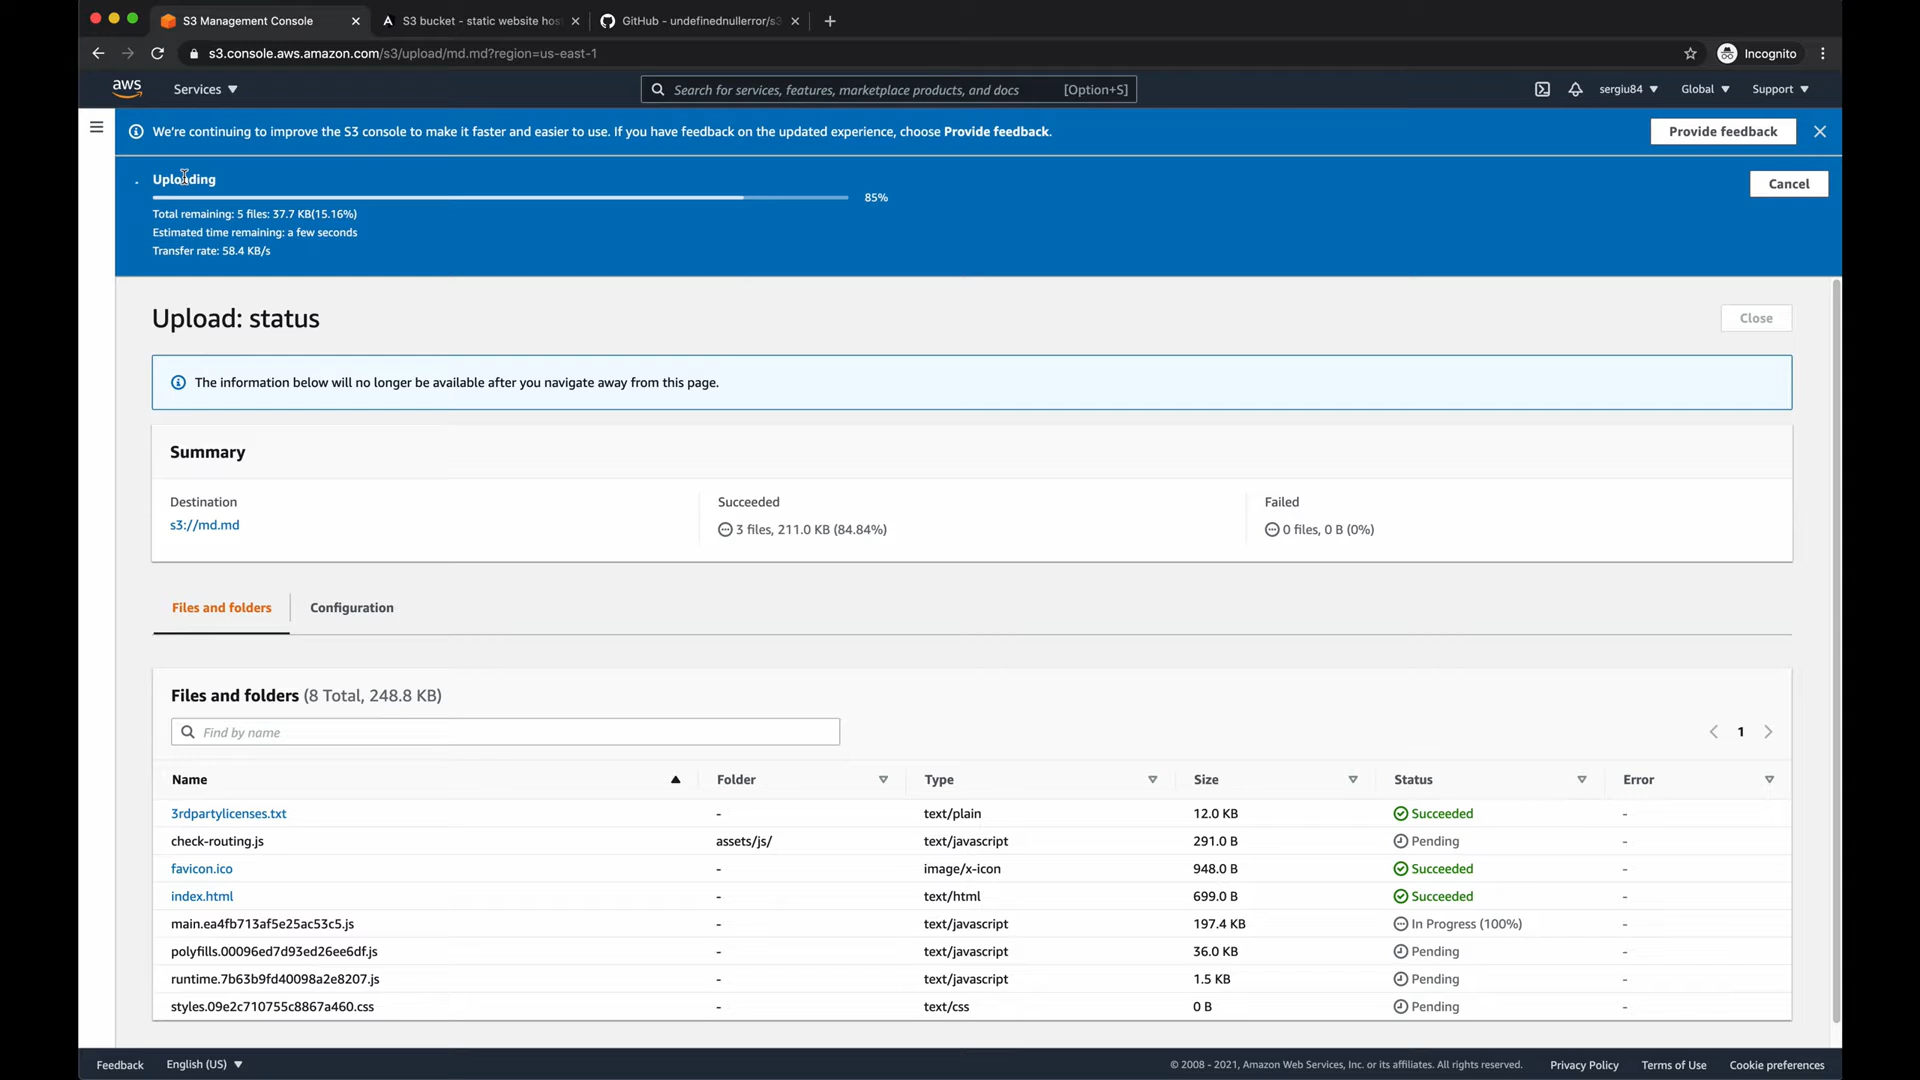 S3 Management Console
S3 bucket - static website hos
GitHub - undefinednullerror/s3
s3.console.aws.amazon.com/s3/upload/md.md?region=us-east-1
Incognito
aws
Services
Search for services, features, marketplace products, and docs
[Option+S]
sergiu84
Global
Support
We're continuing to improve the S3 console to make it faster and easier to use. If you have feedback on the updated experience, choose Provide feedback.
Provide feedback
Uploading
85%
Cancel
Total remaining: 5 files: 37.7 KB(15.16%)
Estimated time remaining: a few seconds
Transfer rate: 58.4 KB/s
Upload: status
Close
The information below will no longer be available after you navigate away from this page.
Summary
Destination
Succeeded
Failed
s3://md.md
3 files, 211.0 KB (84.84%)
0 files, 0 B (0%)
Files and folders
Configuration
Files and folders (8 Total, 248.8 KB)
Find by name
1
Name Folder Type Size Status Error
3rdpartylicenses.txt - text/plain 12.0 KB Succeeded -
check-routing.js assets/js/ text/javascript 291.0 B Pending -
favicon.ico - image/x-icon 948.0 B Succeeded -
index.html - text/html 699.0 B Succeeded -
main.ea4fb713af5e25ac53c5.js - text/javascript 197.4 KB In Progress (100%) -
polyfills.00096ed7d93ed26ee6df.js - text/javascript 36.0 KB Pending -
runtime.7b63b9fd40098a2e8207.js - text/javascript 1.5 KB Pending -
styles.09e2c710755c8867a460.css - text/css 0 B Pending -
Feedback
English (US)
© 2008 - 2021, Amazon Web Services, Inc. or its affiliates. All rights reserved.
Privacy Policy
Terms of Use
Cookie preferences